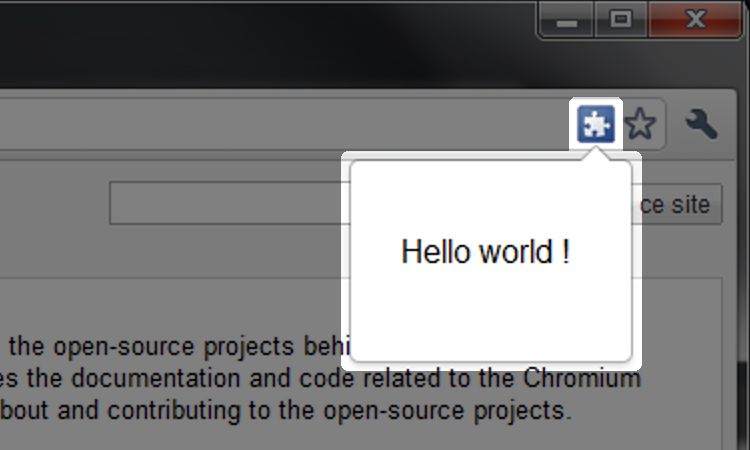 ce site
Hello world !
the open-source projects behi
es the documentation and code related to the Chromium
bout and contributing to the open-source projects.